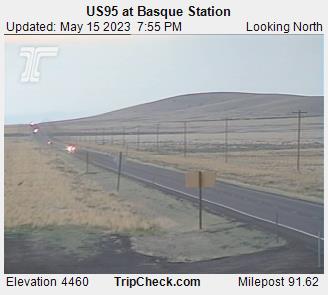 US95 at Basque Station
Updated: May 15 2023 7:55 PM Looking North
Elevation 4460 TripCheck.com Milepost 91.62